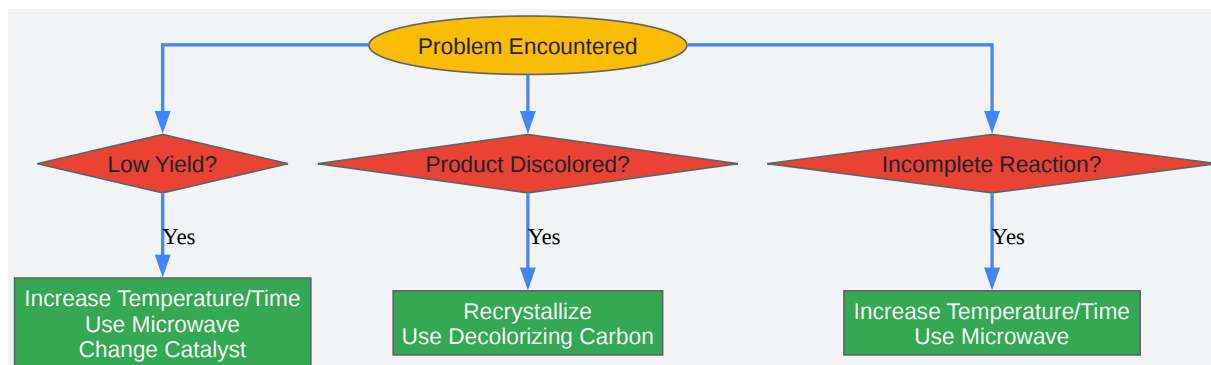 Problem Encountered
Low Yield?
Product Discolored?
Incomplete Reaction?
Yes
Yes
Yes
Increase Temperature/Time
Use Microwave
Change Catalyst
Recrystallize
Use Decolorizing Carbon
Increase Temperature/Time
Use Microwave